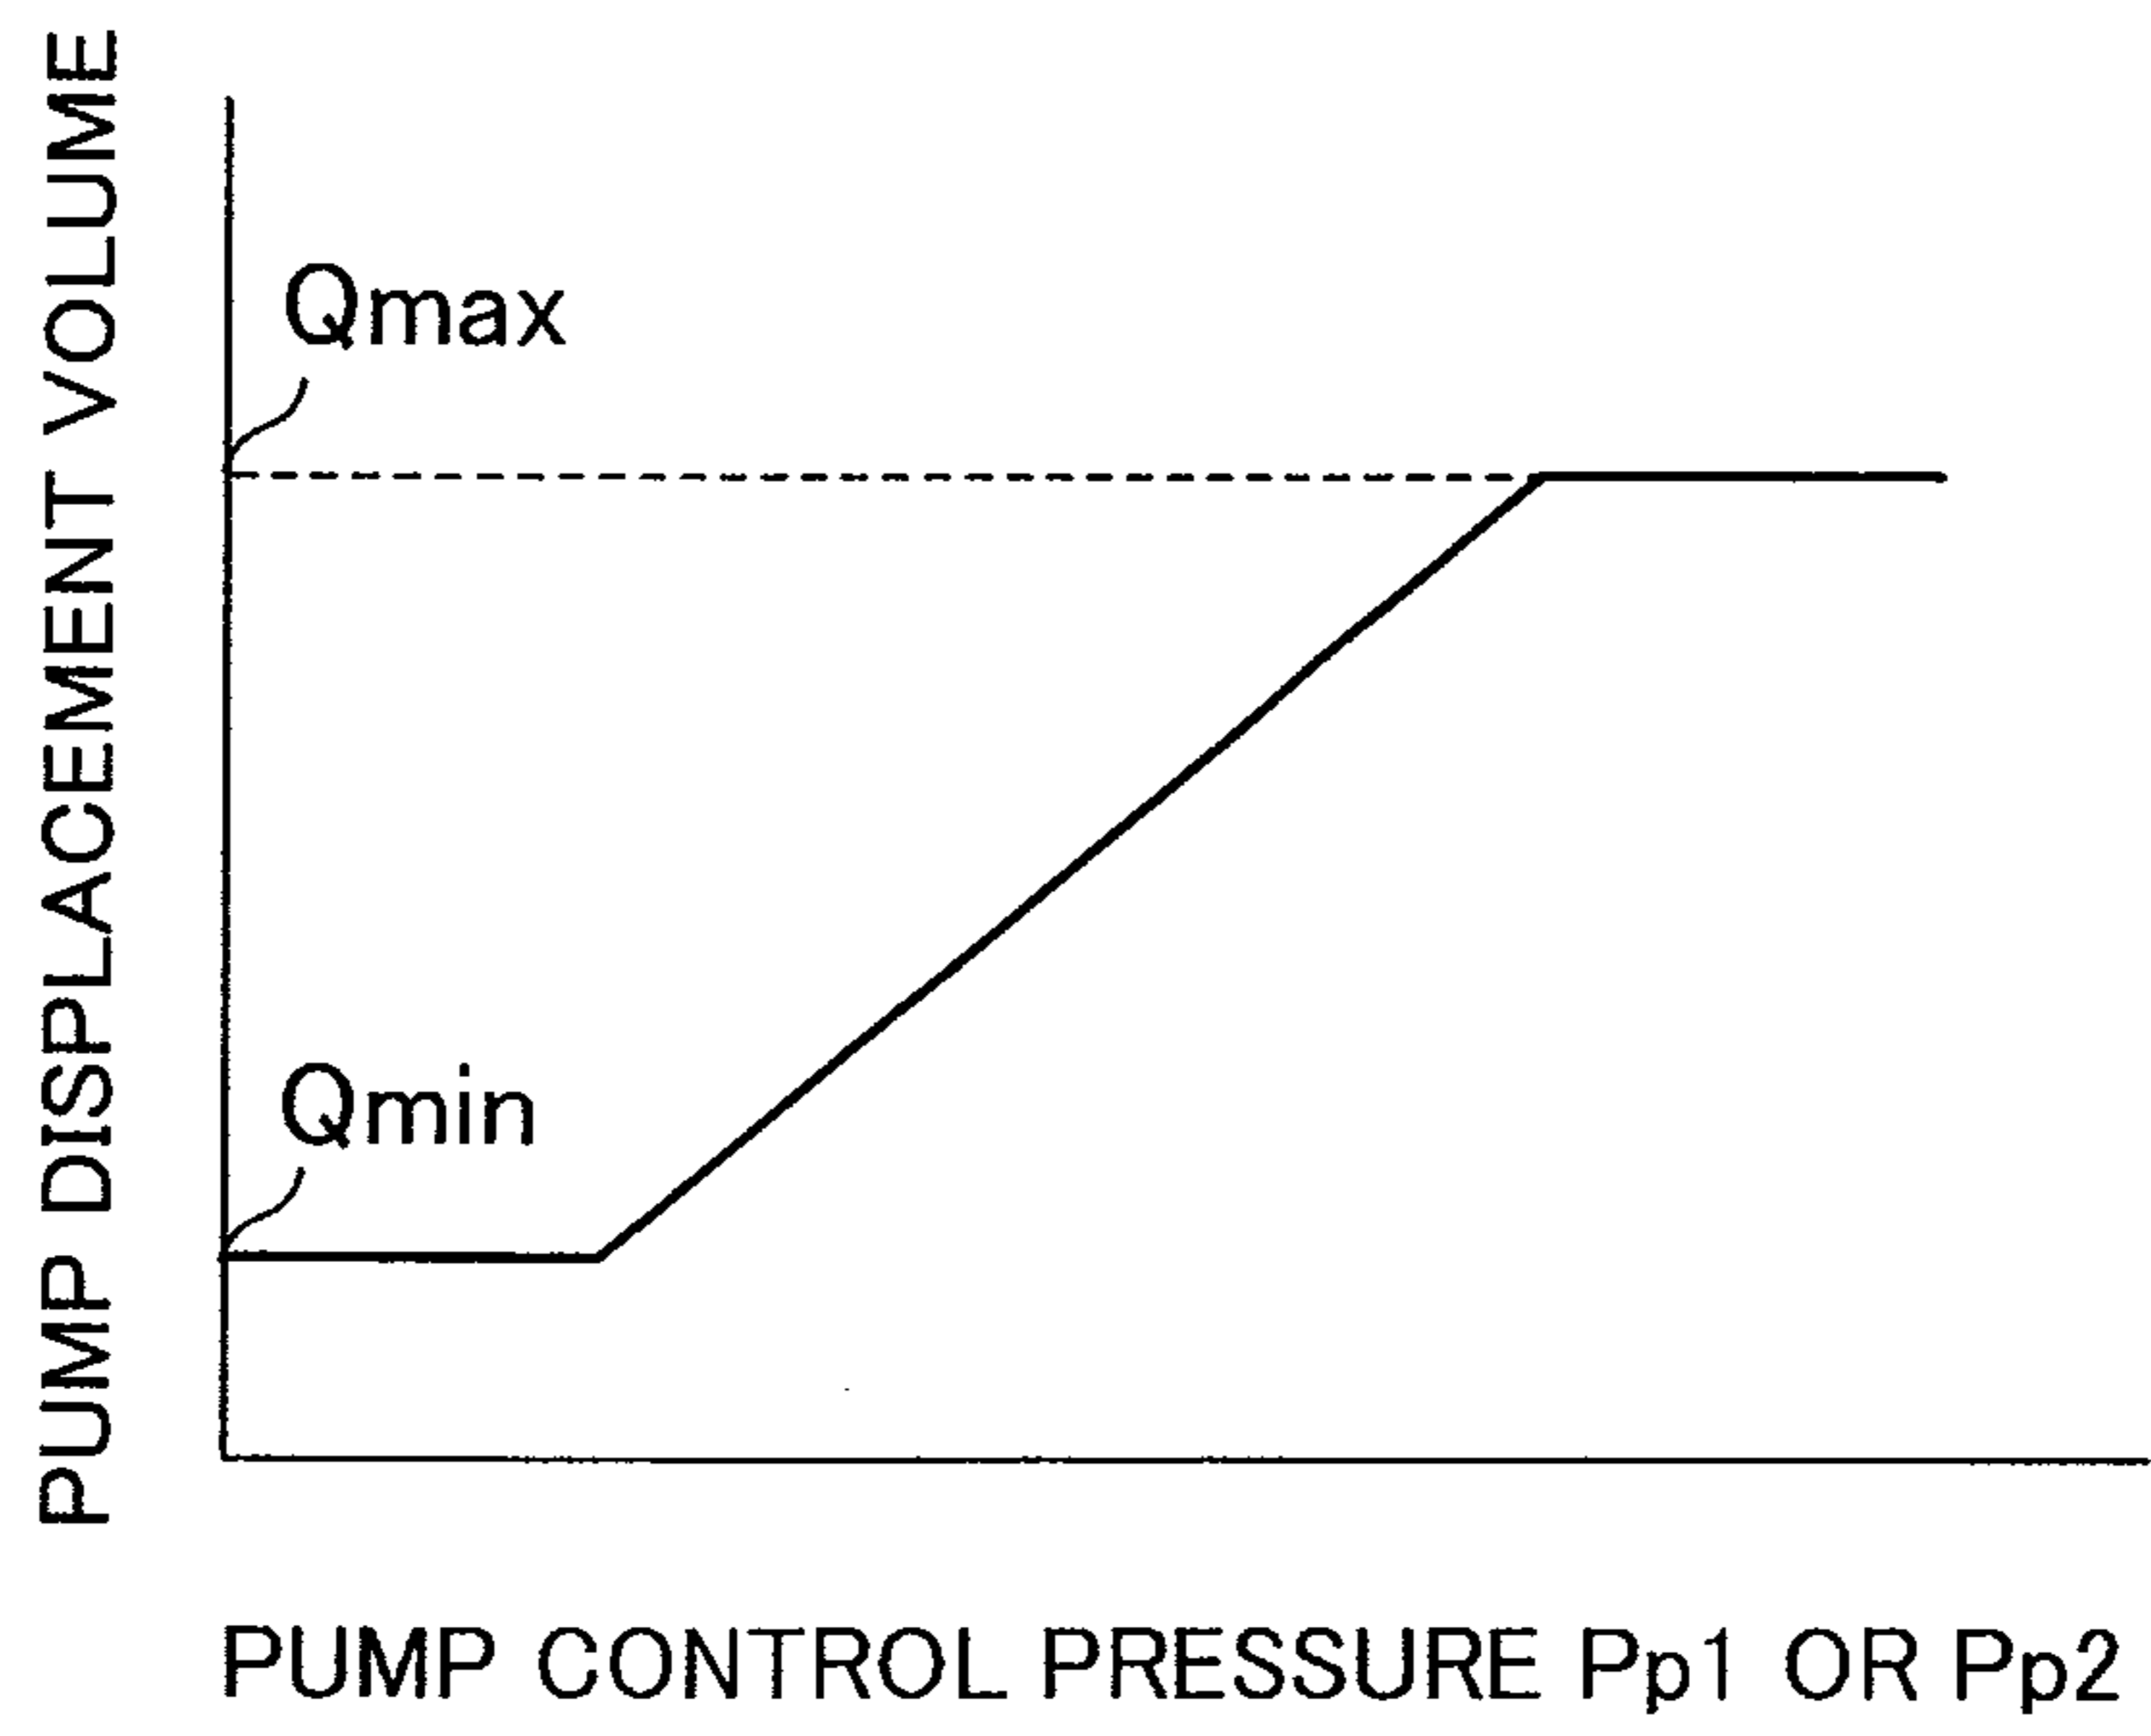 PUMP DISPLACEMENT VOLUME
Qmax
Qmin
PUMP CONTROL PRESSURE Pp1 OR Pp2